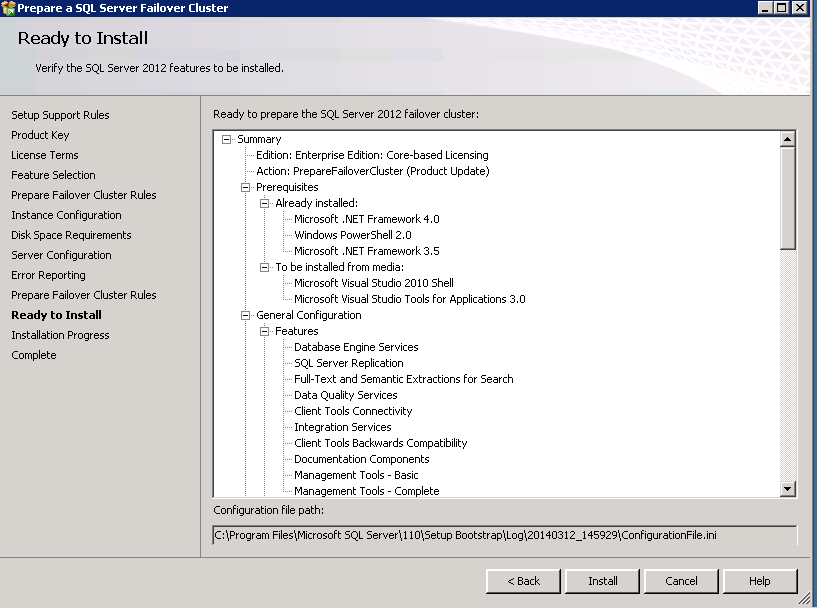 Prepare a SQL Server Failover Cluster
Ready to Install
Verify the SQL Server 2012 features to be installed.
Setup Support Rules
Product Key
License Terms
Feature Selection
Prepare Failover Cluster Rules
Instance Configuration
Disk Space Requirements
Server Configuration
Error Reporting
Prepare Failover Cluster Rules
Ready to Install
Installation Progress
Complete
Ready to prepare the SQL Server 2012 failover cluster:
Summary
Edition: Enterprise Edition: Core-based Licensing
Action: PrepareFailoverCluster (Product Update)
Prerequisites
Already installed:
Microsoft .NET Framework 4.0
Windows PowerShell 2.0
Microsoft .NET Framework 3.5
To be installed from media:
Microsoft Visual Studio 2010 Shell
Microsoft Visual Studio Tools for Applications 3.0
General Configuration
Features
Database Engine Services
SQL Server Replication
Full-Text and Semantic Extractions for Search
Data Quality Services
Client Tools Connectivity
Integration Services
Client Tools Backwards Compatibility
Documentation Components
Management Tools - Basic
Management Tools - Complete
Configuration file path:
C:\Program Files\Microsoft SQL Server\110\Setup Bootstrap\Log\20140312_145929\ConfigurationFile.ini
< Back
Install
Cancel
Help